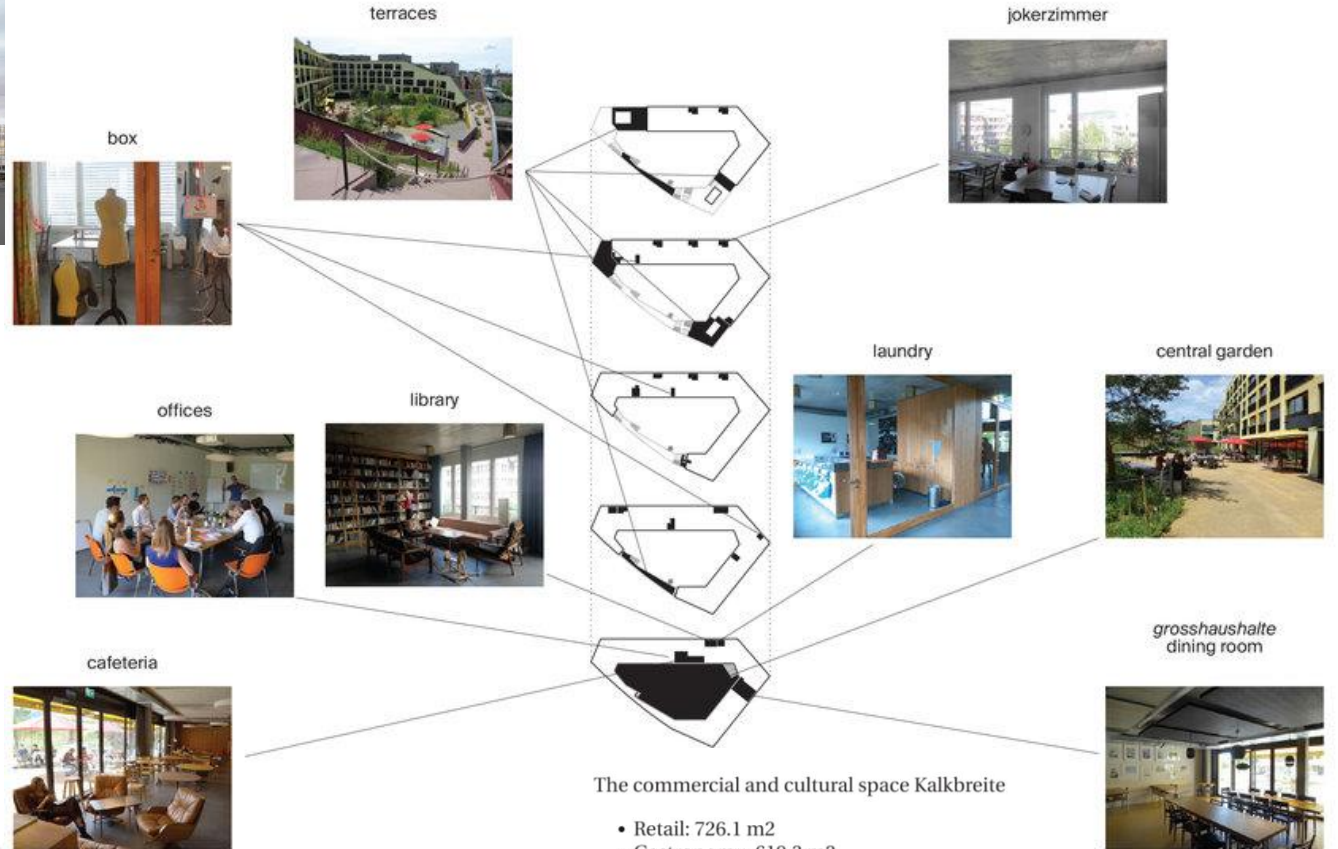 terraces
jokerzimmer
box
laundry
central garden
offices
library
grosshaushalte
dining room
cafeteria
The commercial and cultural space Kalkbreite
• Retail: 726.1 m2